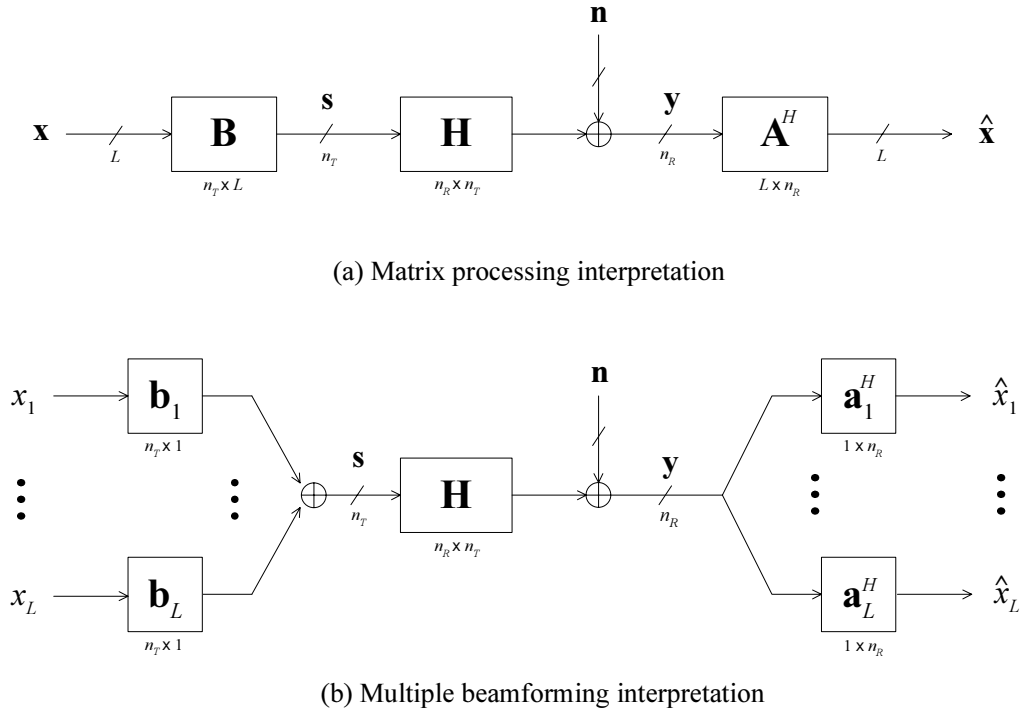 n
x L B n_T × L s n_T H n_R × n_T y n_R A^H L × n_R L x̂
(a) Matrix processing interpretation
x_1 b_1 n_T × 1 n a_1^H 1 × n_R x̂_1
s n_T H n_R × n_T y n_R
x_L b_L n_T × 1 a_L^H 1 × n_R x̂_L
(b) Multiple beamforming interpretation